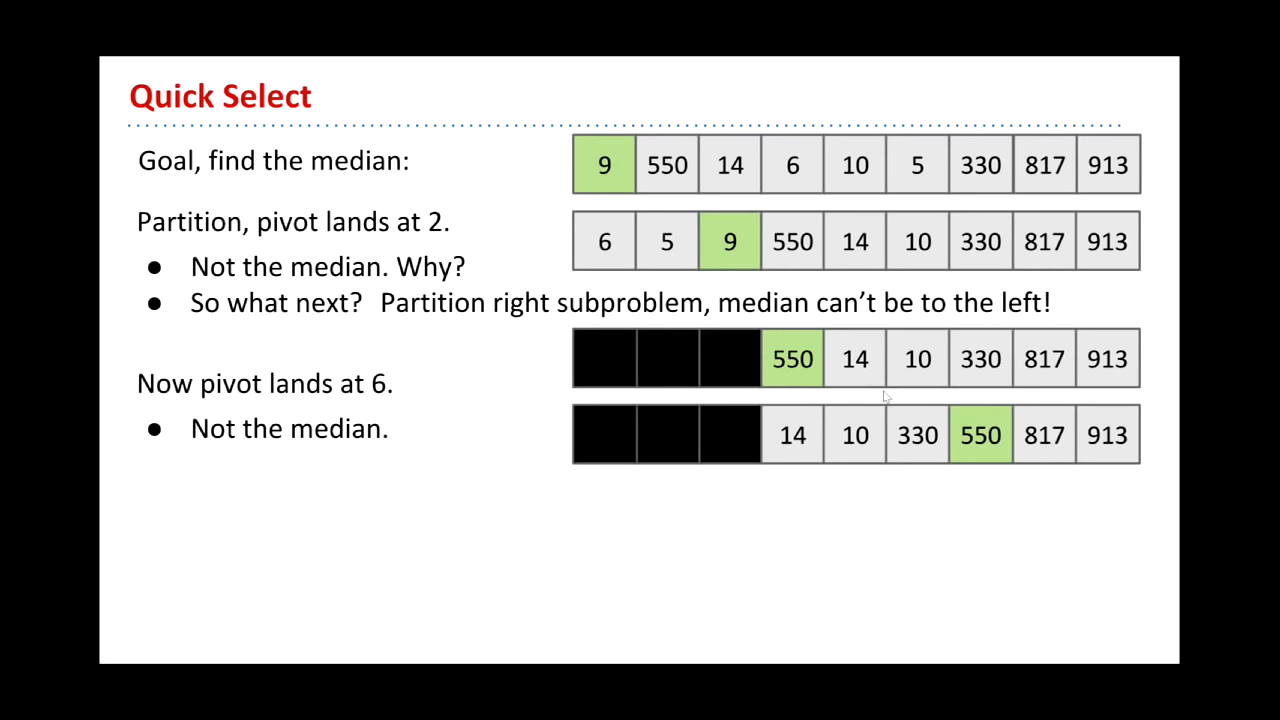 Quick Select
Goal, find the median:
9 550 14 6 10 5 330 817 913
Partition, pivot lands at 2.
6 5 9 550 14 10 330 817 913
● Not the median. Why?
● So what next? Partition right subproblem, median can’t be to the left!
550 14 10 330 817 913
Now pivot lands at 6.
● Not the median.
14 10 330 550 817 913